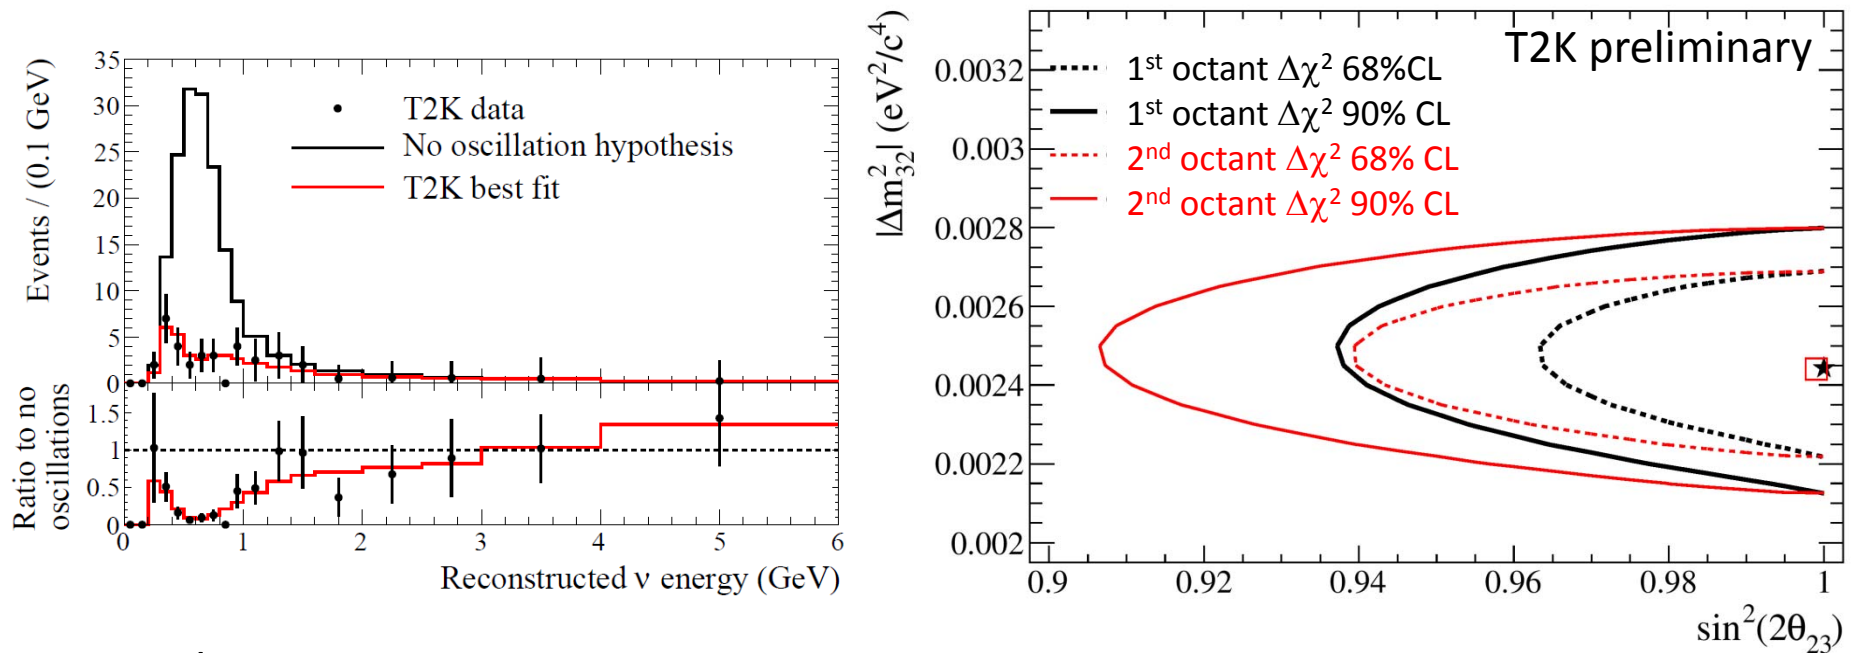 35
30
25
20
15
10
5
0
Events / (0.1 GeV)
T2K data
No oscillation hypothesis
T2K best fit
1.5
1
0.5
0
Ratio to no
oscillations
0 1 2 3 4 5 6
Reconstructed ν energy (GeV)
T2K preliminary
1st octant Δχ² 68%CL
1st octant Δχ² 90% CL
2nd octant Δχ² 68% CL
2nd octant Δχ² 90% CL
|Δm²₃₂| (eV²/c⁴)
0.0032
0.003
0.0028
0.0026
0.0024
0.0022
0.002
0.9 0.92 0.94 0.96 0.98 1
sin²(2θ₂₃)